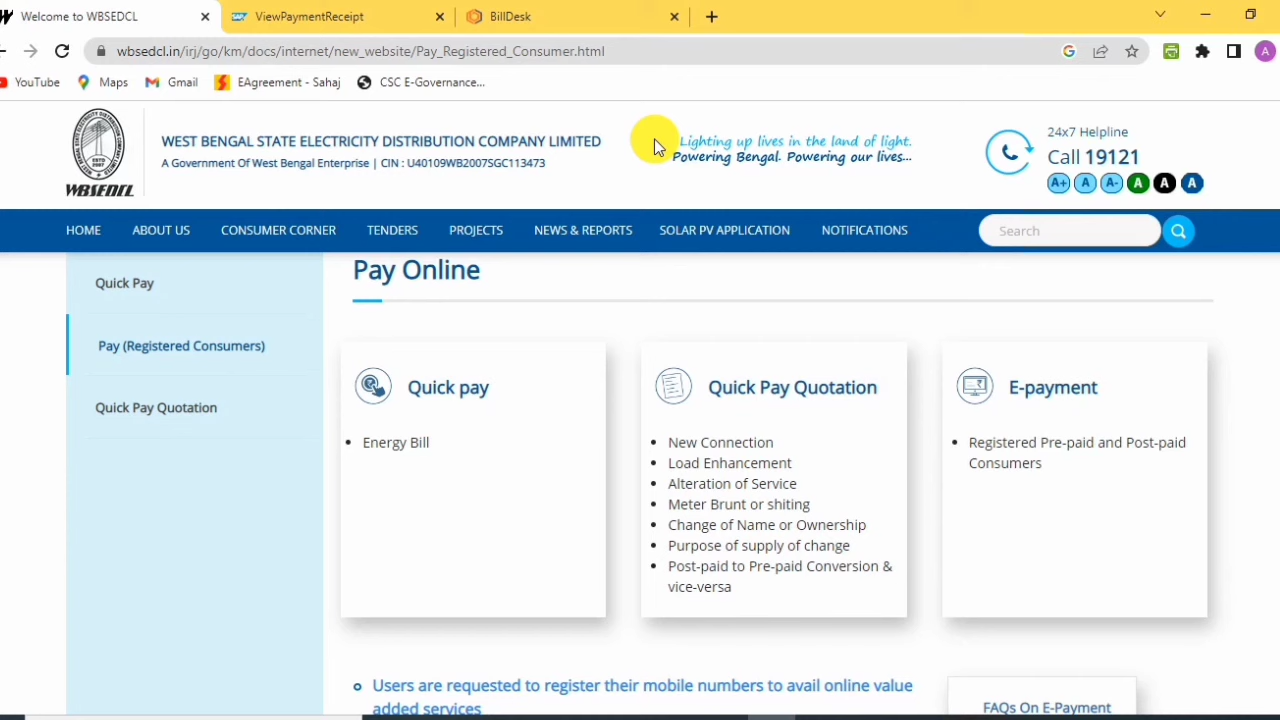 Welcome to WBSEDCL
ViewPaymentReceipt
BillDesk
wbsedcl.in/irj/go/km/docs/internet/new_website/Pay_Registered_Consumer.html
A
YouTube
Maps
Gmail
EAgreement - Sahaj
CSC E-Governance...
WBSEDCL
WEST BENGAL STATE ELECTRICITY DISTRIBUTION COMPANY LIMITED
A Government Of West Bengal Enterprise | CIN : U40109WB2007SGC113473
Lighting up lives in the land of light.
Powering Bengal. Powering our lives...
24x7 Helpline
Call 19121
A+ A A- A A A
HOME ABOUT US CONSUMER CORNER TENDERS PROJECTS NEWS & REPORTS SOLAR PV APPLICATION NOTIFICATIONS Search
Quick Pay
Pay (Registered Consumers)
Quick Pay Quotation
Pay Online
Quick pay
• Energy Bill
Quick Pay Quotation
• New Connection
• Load Enhancement
• Alteration of Service
• Meter Brunt or shiting
• Change of Name or Ownership
• Purpose of supply of change
• Post-paid to Pre-paid Conversion &
vice-versa
E-payment
• Registered Pre-paid and Post-paid
Consumers
Users are requested to register their mobile numbers to avail online value
added services
FAQs On E-Payment